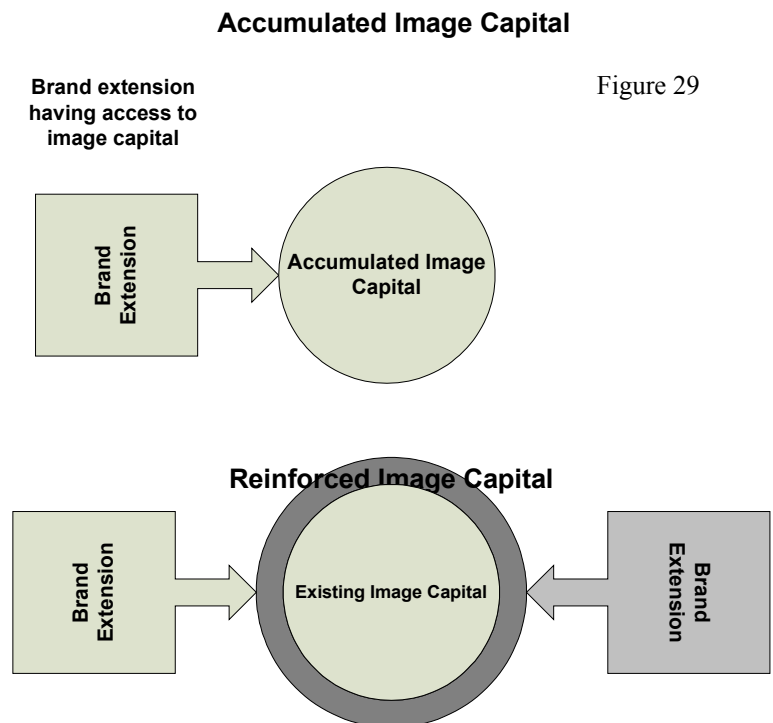 Accumulated Image Capital
Brand extension
having access to
image capital
Figure 29
Brand
Extension
Accumulated Image
Capital
Reinforced Image Capital
Brand
Extension
Existing Image Capital
Brand
Extension